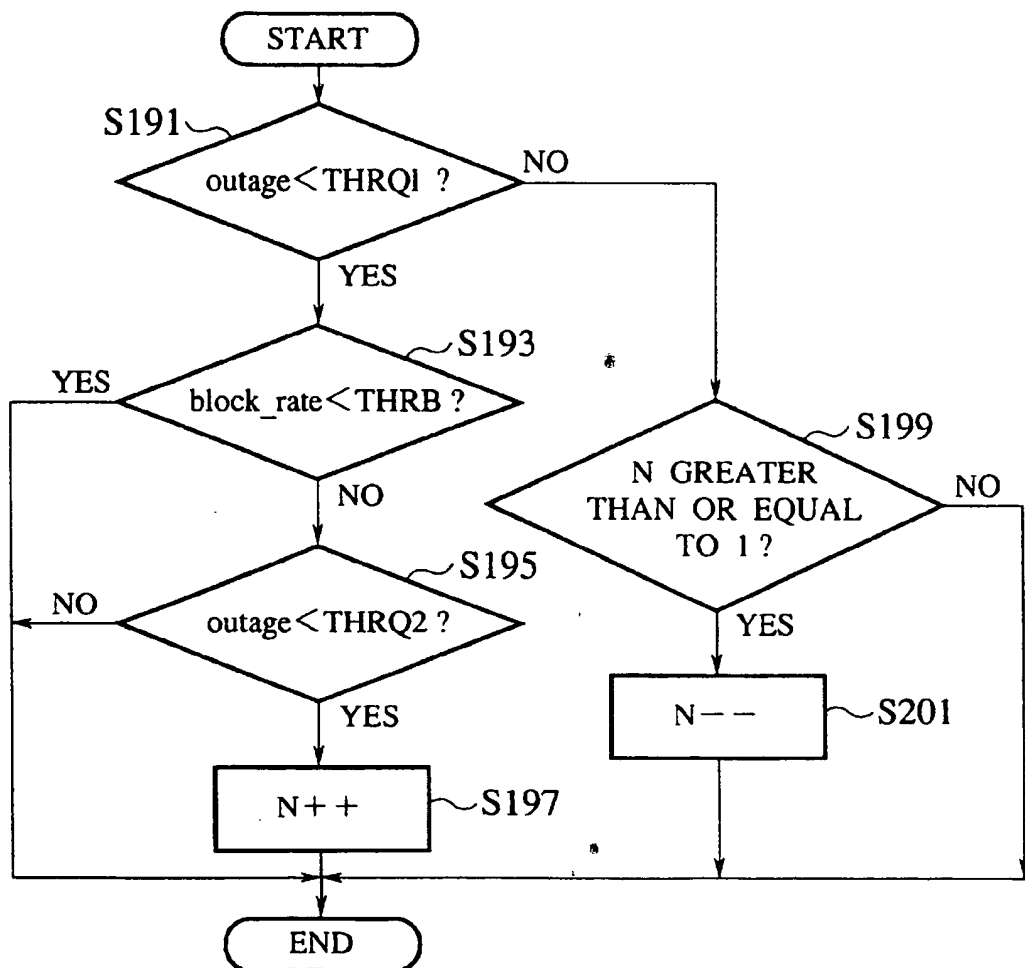 START
S191
outage<THRQ1 ?
NO
YES
S193
YES
block_rate<THRB ?
NO
S199
N GREATER
THAN OR EQUAL
TO 1 ?
NO
S195
NO
outage<THRQ2 ?
YES
YES
N−−
S201
N++
S197
END